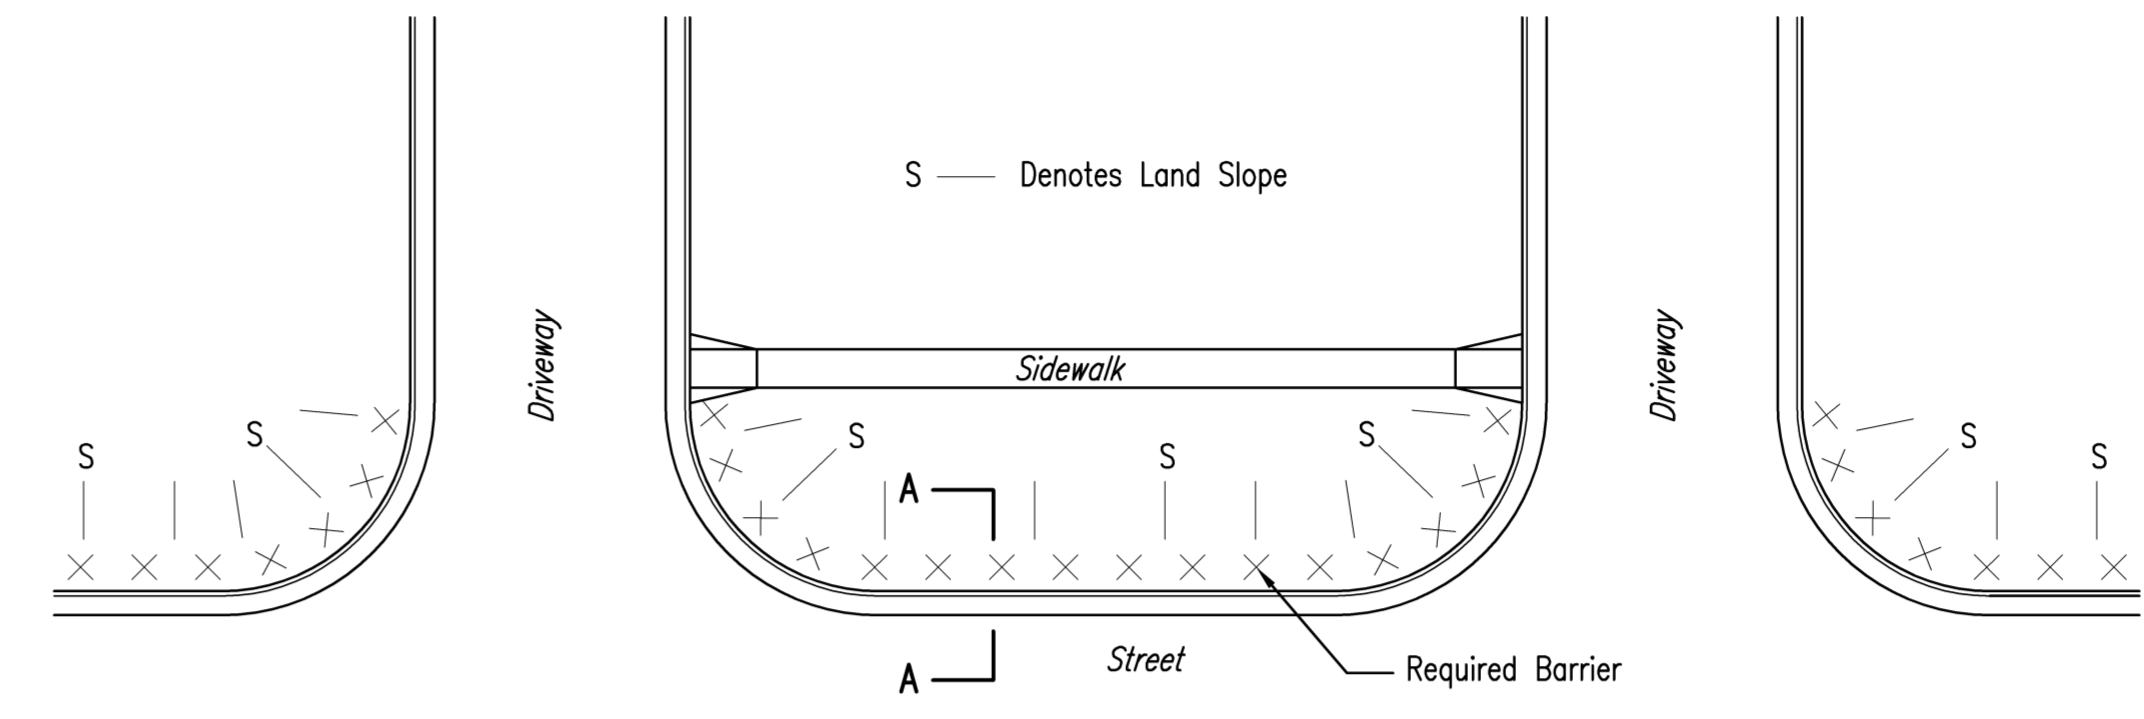 S — Denotes Land Slope
Driveway
Driveway
Sidewalk
S
S
S
S
S
S
S
A
A
Street
Required Barrier